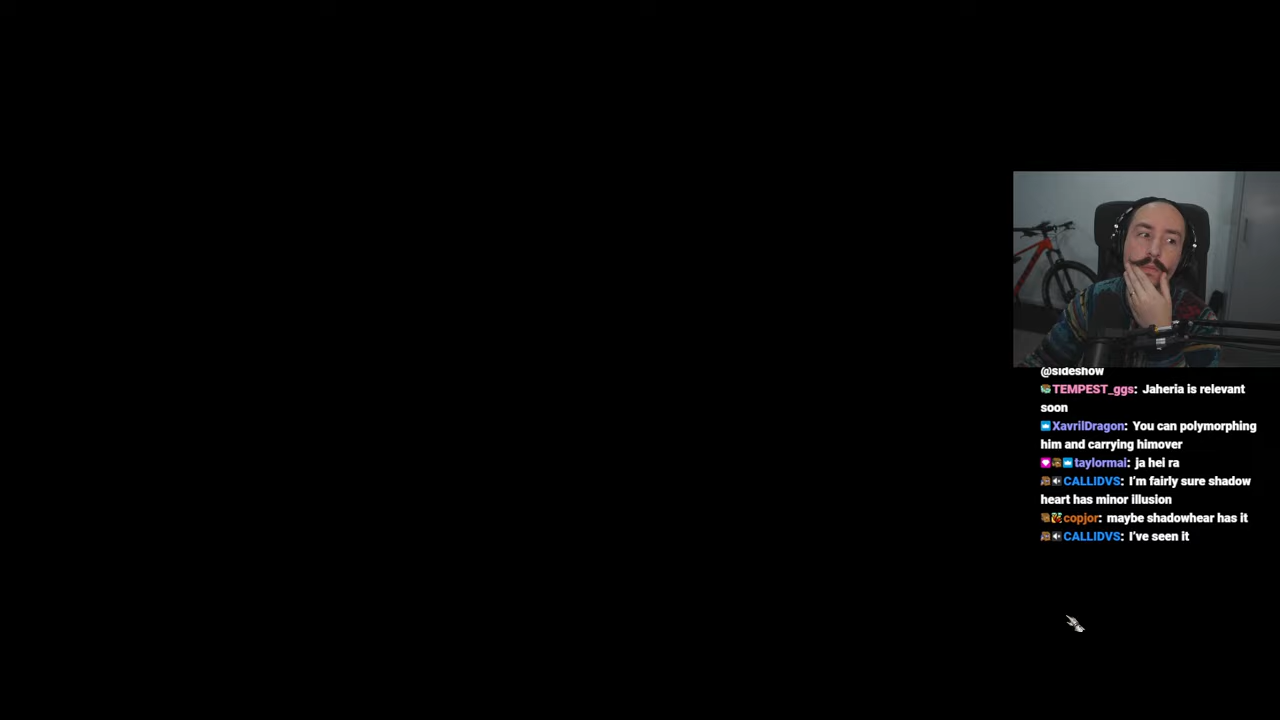 @sideshow
TEMPEST_ggs: Jaheria is relevant
soon
XavrilDragon: You can polymorphing
him and carrying himover
taylormai: ja hei ra
CALLIDVS: I'm fairly sure shadow
heart has minor illusion
copjor: maybe shadowhear has it
CALLIDVS: I've seen it